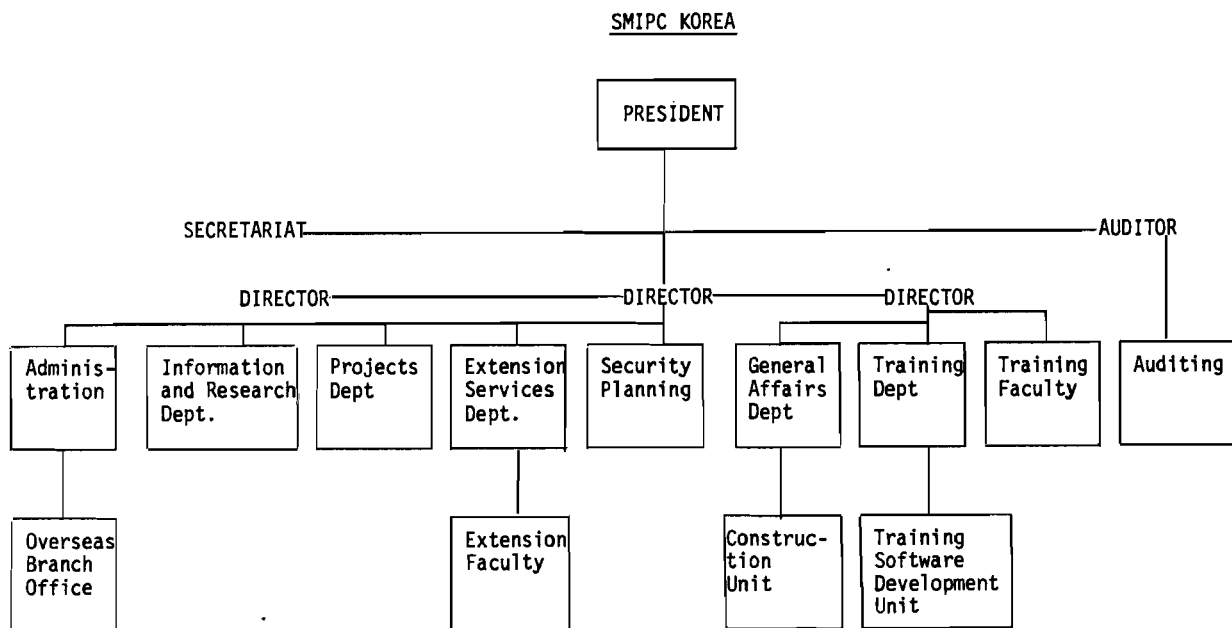 SMIPC KOREA
PRESIDENT
SECRETARIAT
AUDITOR
DIRECTOR
DIRECTOR
DIRECTOR
Adminis-
tration
Information
and Research
Dept.
Projects
Dept
Extension
Services
Dept.
Security
Planning
General
Affairs
Dept
Training
Dept
Training
Faculty
Auditing
Overseas
Branch
Office
Extension
Faculty
Construc-
tion
Unit
Training
Software
Development
Unit